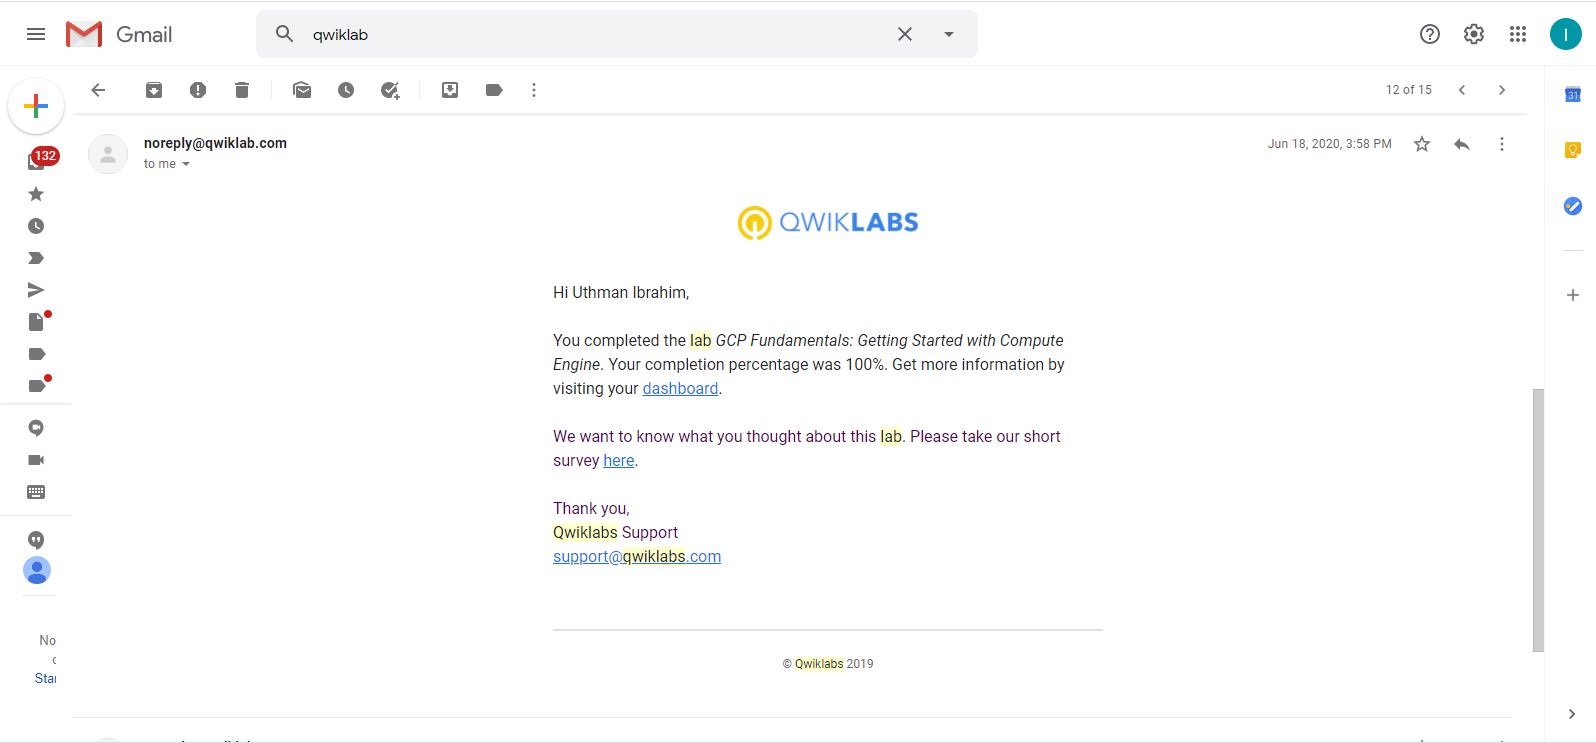 Gmail
qwiklab
I
12 of 15
31
132
noreply@qwiklab.com
Jun 18, 2020, 3:58 PM
to me
QWIKLABS
Hi Uthman Ibrahim,
You completed the lab GCP Fundamentals: Getting Started with Compute
Engine. Your completion percentage was 100%. Get more information by
visiting your dashboard.
We want to know what you thought about this lab. Please take our short
survey here.
Thank you,
Qwiklabs Support
support@qwiklabs.com
No
Star
© Qwiklabs 2019